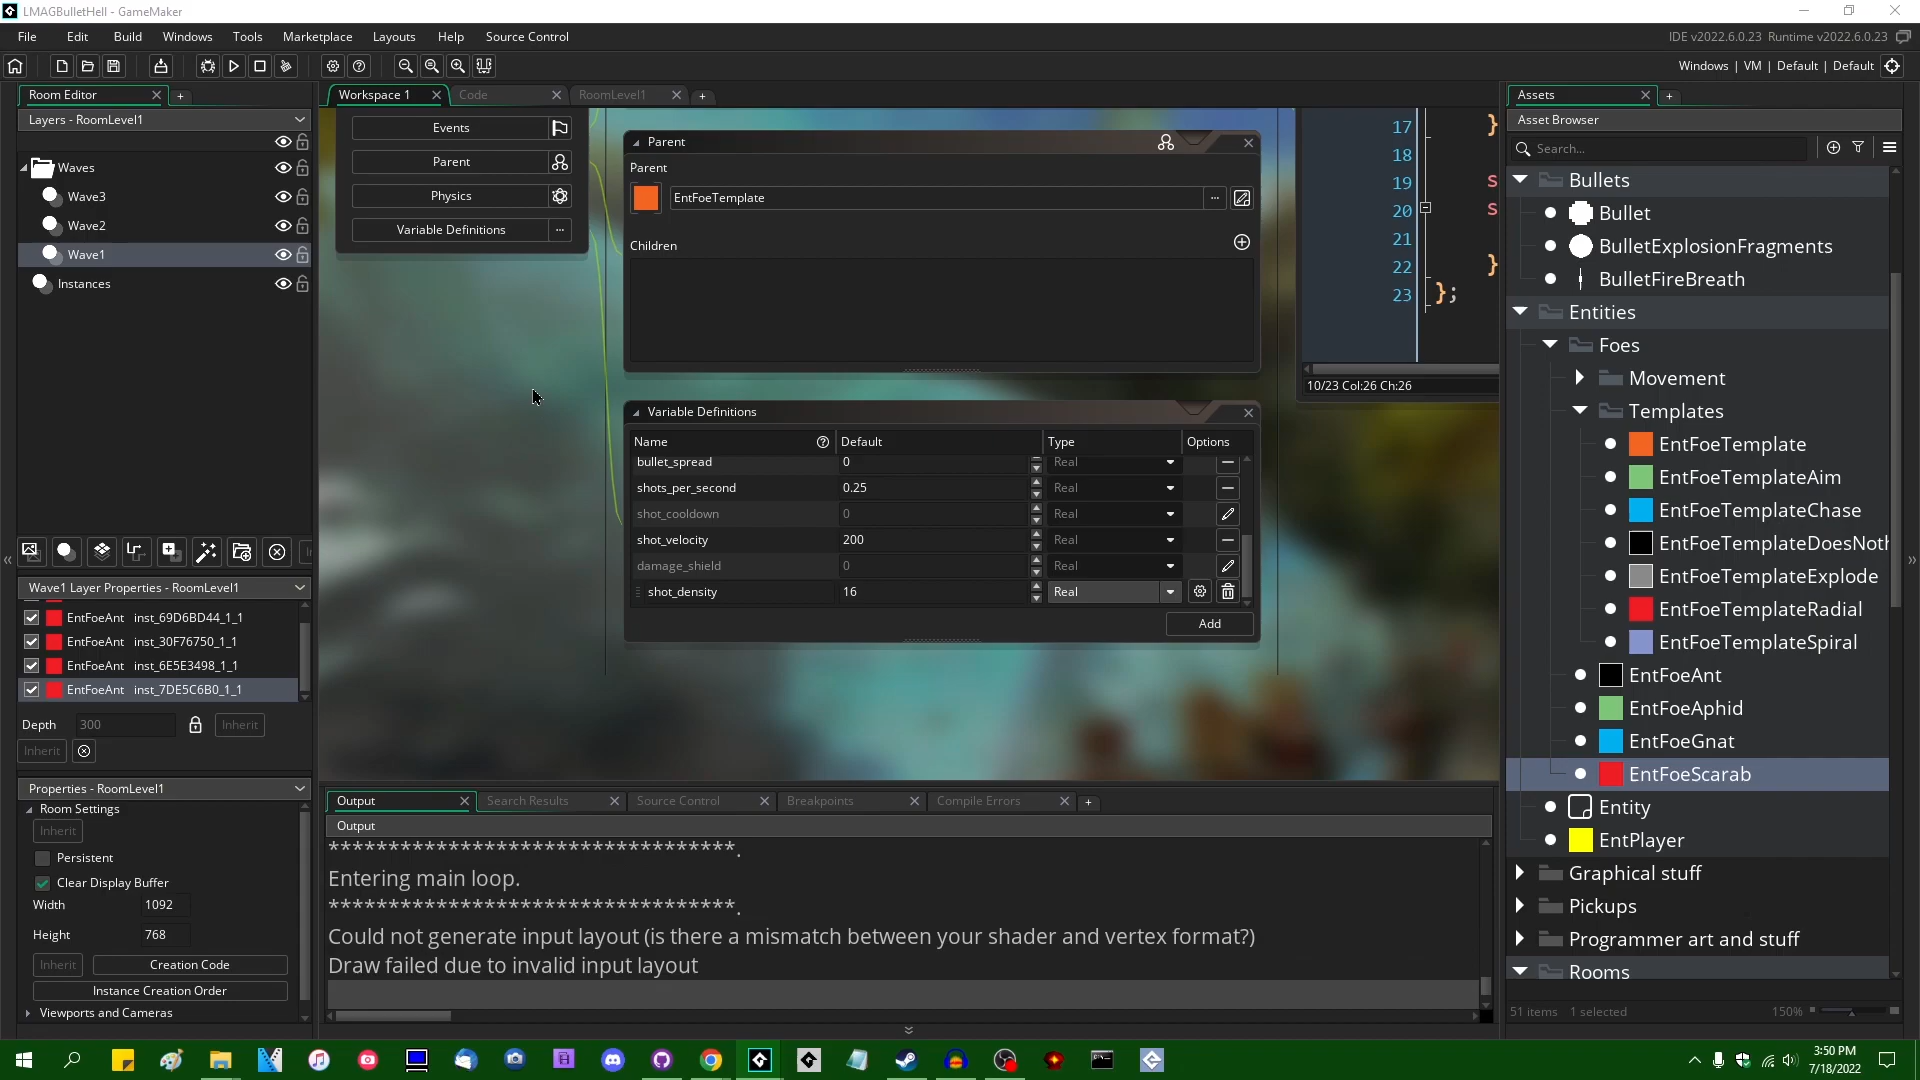 LMAGBulletHell - GameMaker
File Edit Build Windows Tools Marketplace Layouts Help Source Control
IDE v2022.6.0.23 Runtime v2022.6.0.23
Windows | VM | Default | Default
Room Editor
Layers - RoomLevel1
Waves
Wave3
Wave2
Wave1
Instances
Wave1 Layer Properties - RoomLevel1
EntFoeAnt inst_69D6BD44_1_1
EntFoeAnt inst_30F76750_1_1
EntFoeAnt inst_6E5E3498_1_1
EntFoeAnt inst_7DE5C6B0_1_1
Depth 300 Inherit
Inherit
Properties - RoomLevel1
Room Settings
Inherit
Persistent
Clear Display Buffer
Width 1092
Height 768
Inherit Creation Code
Instance Creation Order
Viewports and Cameras
Workspace 1 Code RoomLevel1
Events
Parent
Physics
Variable Definitions
Parent
Parent
EntFoeTemplate
Children
Variable Definitions
Name Default Type Options
bullet_spread 0 Real
shots_per_second 0.25 Real
shot_cooldown 0 Real
shot_velocity 200 Real
damage_shield 0 Real
shot_density 16 Real
Add
17 }
18
19 s
20 s
21
22 }
23 };
10/23 Col:26 Ch:26
Output Search Results Source Control Breakpoints Compile Errors
Output
**********************************.
Entering main loop.
**********************************.
Could not generate input layout (is there a mismatch between your shader and vertex format?)
Draw failed due to invalid input layout
Assets
Asset Browser
Search...
Bullets
Bullet
BulletExplosionFragments
BulletFireBreath
Entities
Foes
Movement
Templates
EntFoeTemplate
EntFoeTemplateAim
EntFoeTemplateChase
EntFoeTemplateDoesNoth
EntFoeTemplateExplode
EntFoeTemplateRadial
EntFoeTemplateSpiral
EntFoeAnt
EntFoeAphid
EntFoeGnat
EntFoeScarab
Entity
EntPlayer
Graphical stuff
Pickups
Programmer art and stuff
Rooms
51 items 1 selected 150%
3:50 PM
7/18/2022